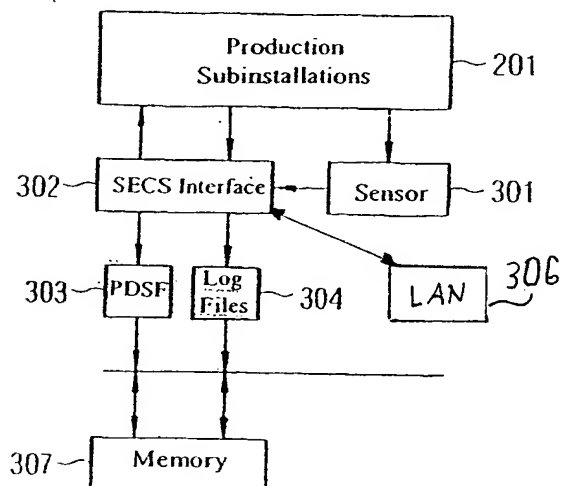 Production
Subinstallations
201
302
SECS Interface
Sensor
301
303
PDSF
Log
Files
304
LAN
306
307
Memory